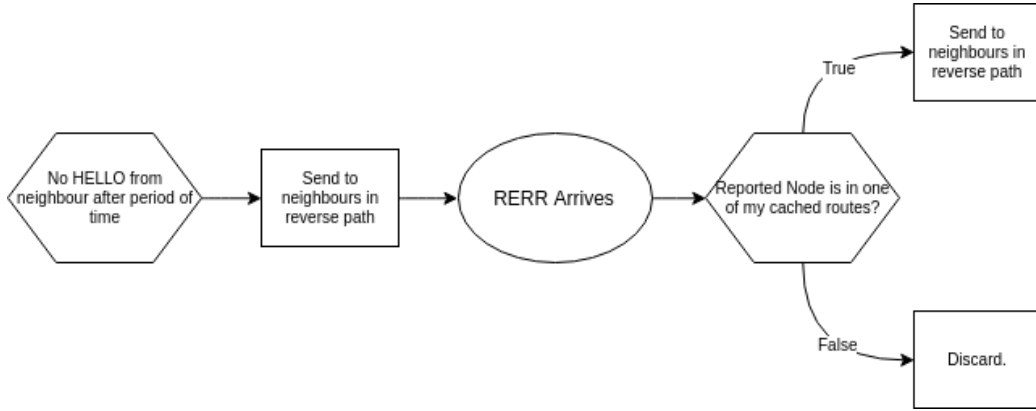 No HELLO from
neighbour after period of
time
Send to
neighbours in
reverse path
RERR Arrives
Reported Node is in one
of my cached routes?
True
Send to
neighbours in
reverse path
False
Discard.